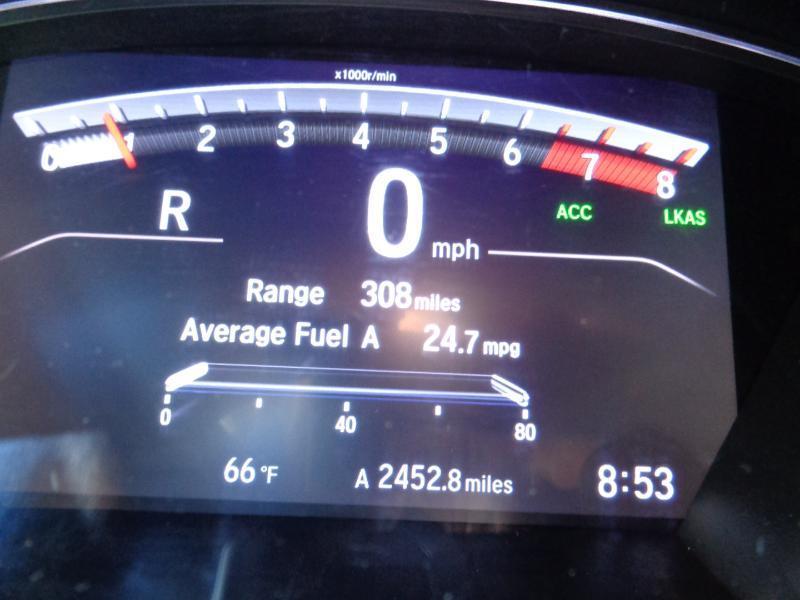 x1000r/min
0 1 2 3 4 5 6 7 8
R 0 mph ACC LKAS
Range 308 miles
Average Fuel A 24.7 mpg
0 40 80
66 °F A 2452.8 miles 8:53